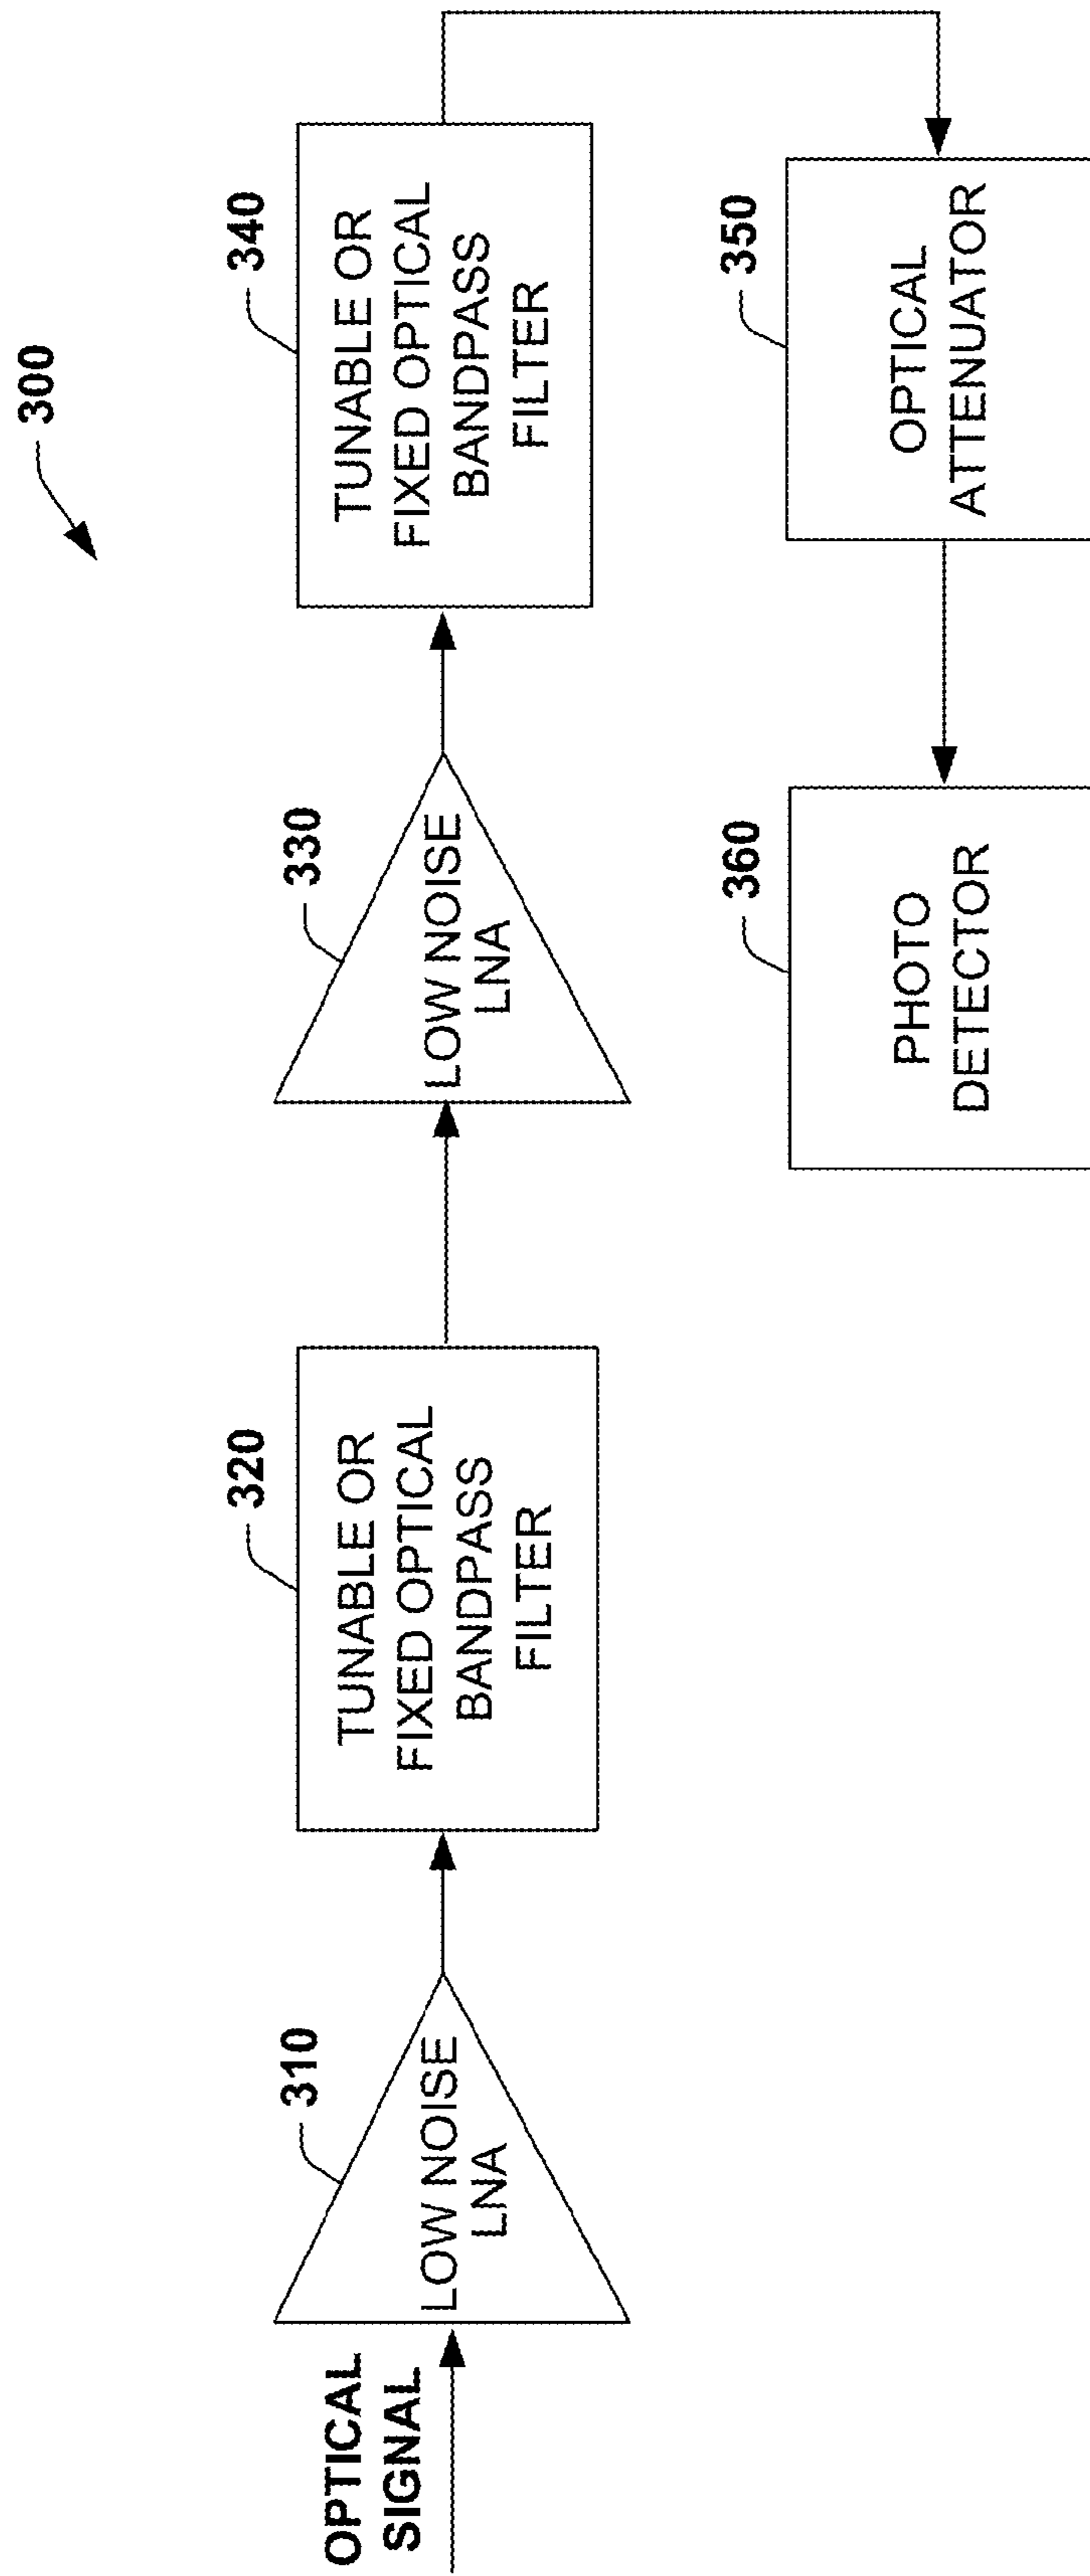 300
OPTICAL
SIGNAL
310
LOW NOISE
LNA
320
TUNABLE OR
FIXED OPTICAL
BANDPASS
FILTER
330
LOW NOISE
LNA
340
TUNABLE OR
FIXED OPTICAL
BANDPASS
FILTER
350
OPTICAL
ATTENUATOR
360
PHOTO
DETECTOR